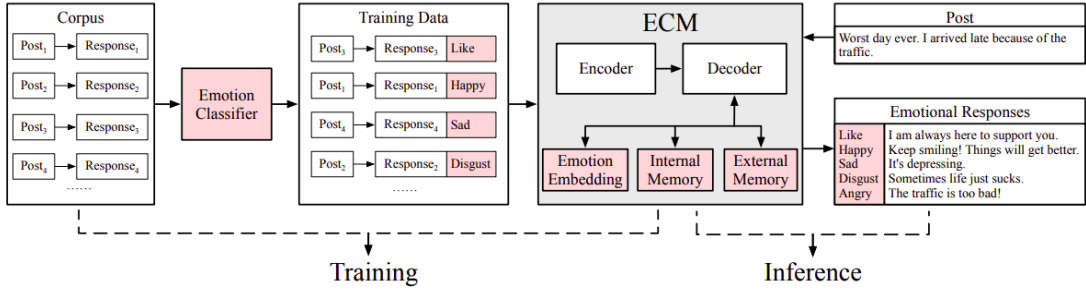 Corpus
Post1 Response1
Post2 Response2
Post3 Response3
Post4 Response4
......
Emotion
Classifier
Training Data
Post3 Response3 Like
Post1 Response1 Happy
Post4 Response4 Sad
Post2 Response2 Disgust
......
ECM
Encoder
Decoder
Emotion
Embedding
Internal
Memory
External
Memory
Post
Worst day ever. I arrived late because of the
traffic.
Emotional Responses
Like I am always here to support you.
Happy Keep smiling! Things will get better.
Sad It's depressing.
Disgust Sometimes life just sucks.
Angry The traffic is too bad!
Training
Inference